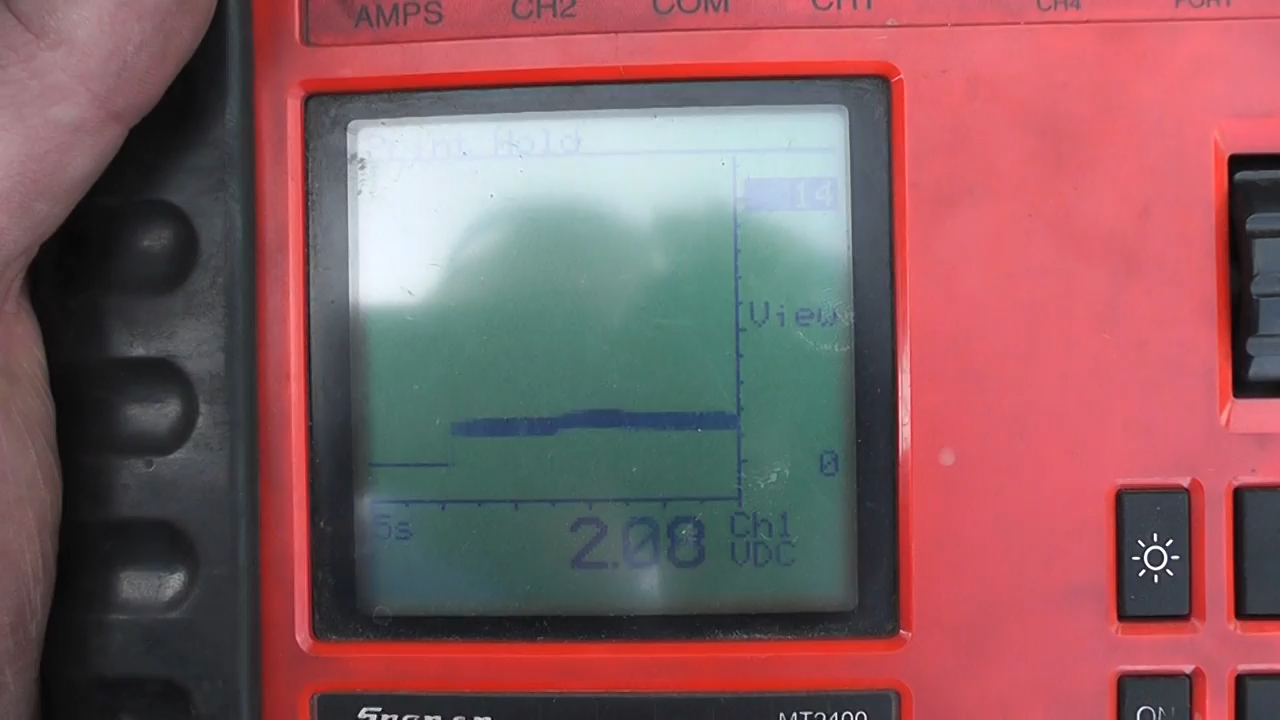 AMPS CH2 COM CH1 CH4 PORT
Print Hold
14
View
0
5s 2.08 Ch1
VDC
Snap-on MT2400
ON